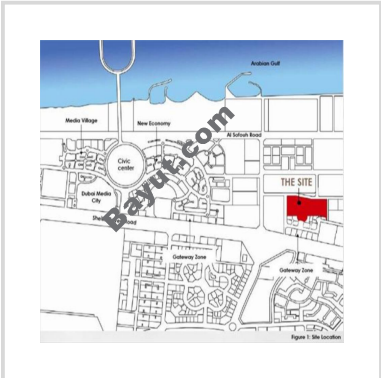 Arabian Gulf
Media Village
New Economy
Al Sofouh Road
Civic
center
THE SITE
Dubai Media
City
Road
Gateway Zone
Gateway Zone
Bayut.com
Figure 1: Site Location